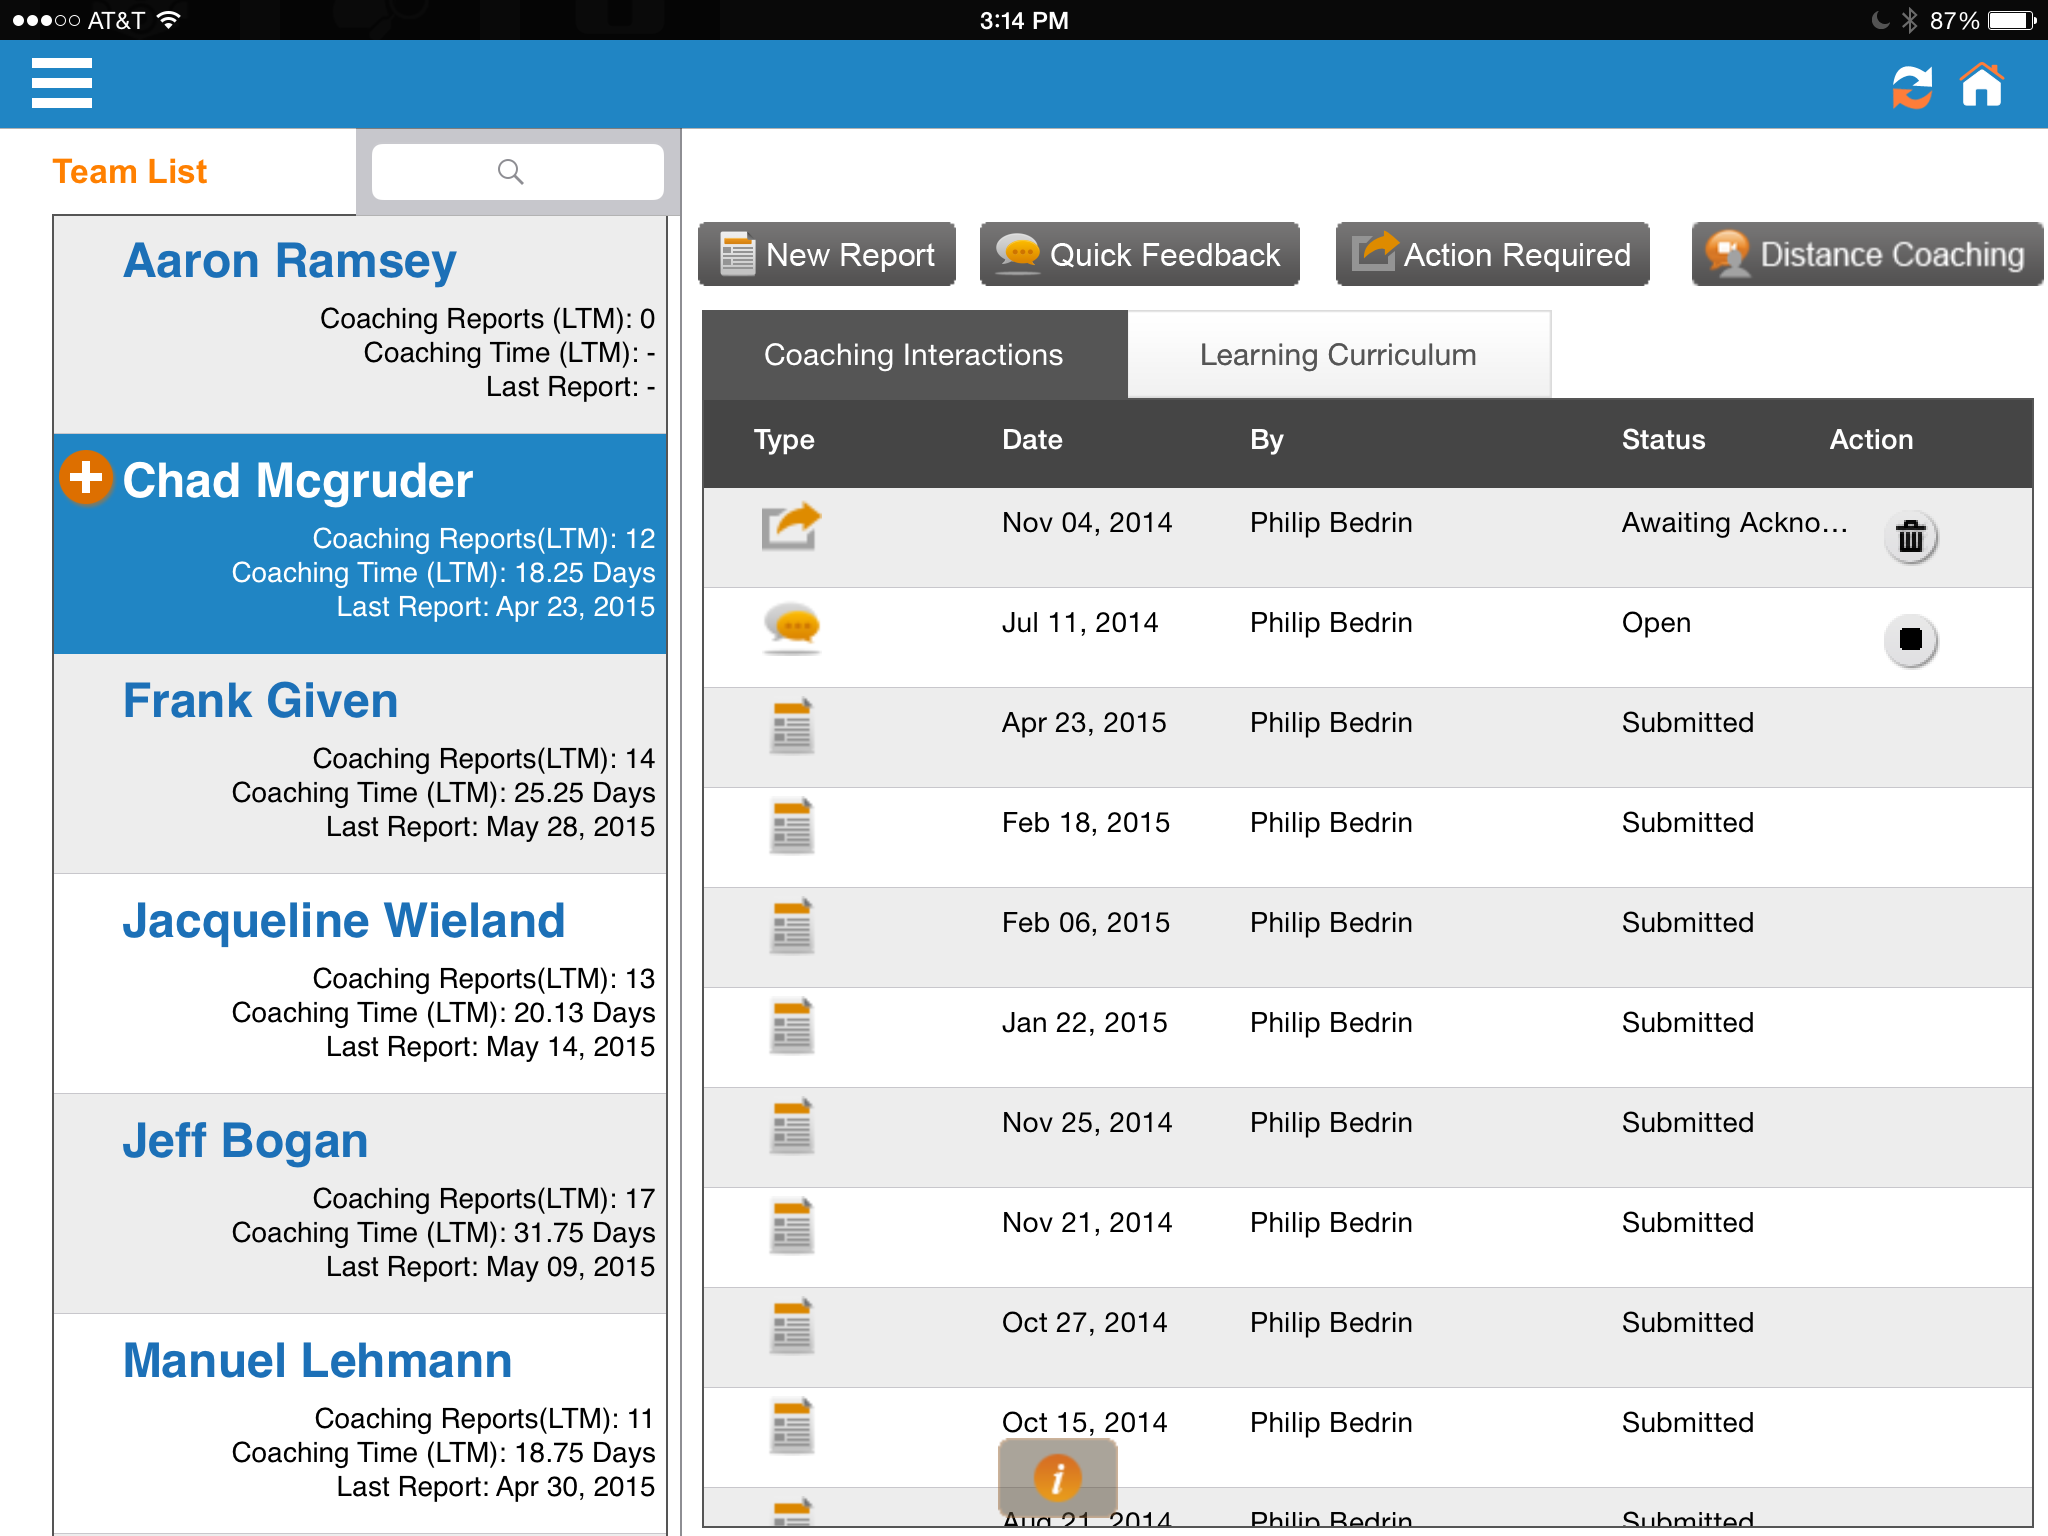 AT&T
3:14 PM
87%
Team List
Aaron Ramsey
Coaching Reports (LTM): 0
Coaching Time (LTM): -
Last Report: -
Chad Mcgruder
Coaching Reports(LTM): 12
Coaching Time (LTM): 18.25 Days
Last Report: Apr 23, 2015
Frank Given
Coaching Reports(LTM): 14
Coaching Time (LTM): 25.25 Days
Last Report: May 28, 2015
Jacqueline Wieland
Coaching Reports(LTM): 13
Coaching Time (LTM): 20.13 Days
Last Report: May 14, 2015
Jeff Bogan
Coaching Reports(LTM): 17
Coaching Time (LTM): 31.75 Days
Last Report: May 09, 2015
Manuel Lehmann
Coaching Reports(LTM): 11
Coaching Time (LTM): 18.75 Days
Last Report: Apr 30, 2015
New Report Quick Feedback Action Required Distance Coaching
Coaching Interactions Learning Curriculum
Type Date By Status Action
Nov 04, 2014 Philip Bedrin Awaiting Ackno...
Jul 11, 2014 Philip Bedrin Open
Apr 23, 2015 Philip Bedrin Submitted
Feb 18, 2015 Philip Bedrin Submitted
Feb 06, 2015 Philip Bedrin Submitted
Jan 22, 2015 Philip Bedrin Submitted
Nov 25, 2014 Philip Bedrin Submitted
Nov 21, 2014 Philip Bedrin Submitted
Oct 27, 2014 Philip Bedrin Submitted
Oct 15, 2014 Philip Bedrin Submitted
i
Aug 21, 2014 Philip Bedrin Submitted